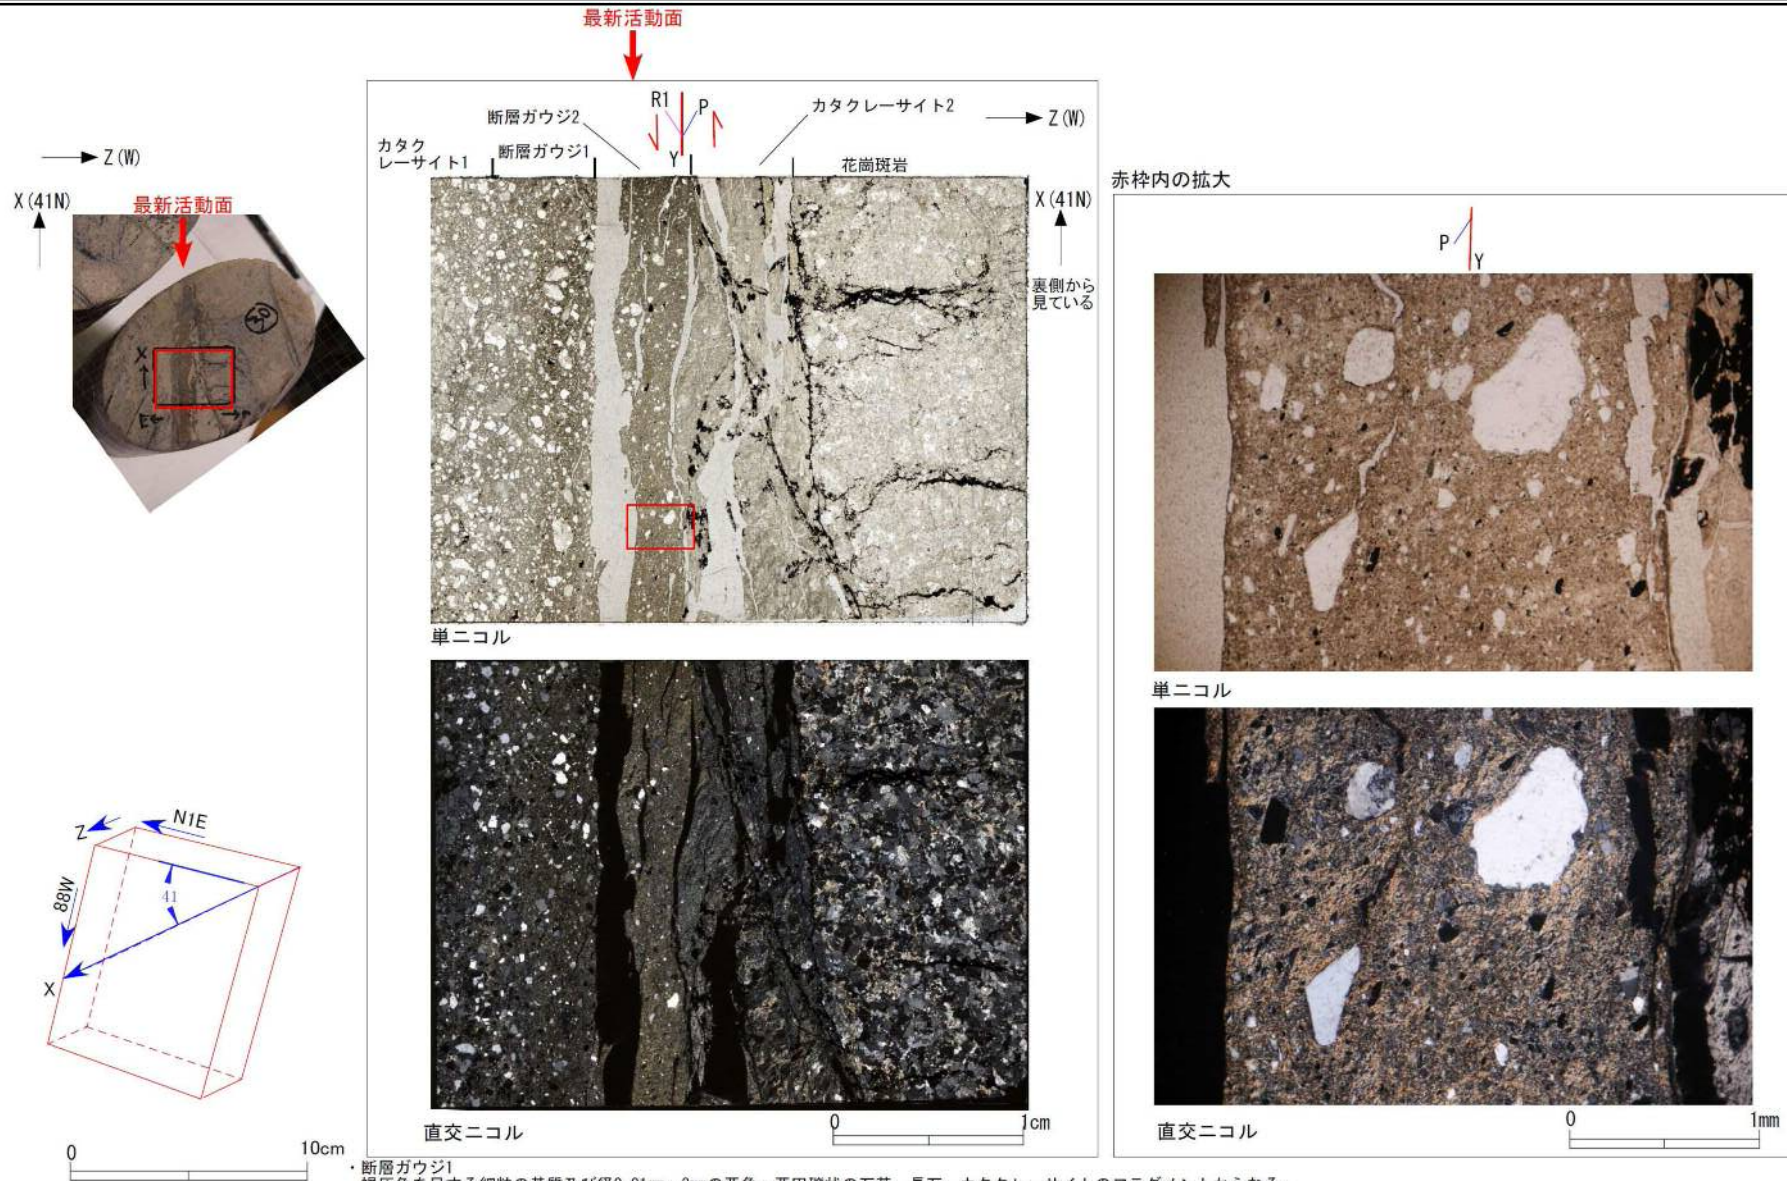 最新活動面
Z(W)
X(41N)
最新活動面
カタク
レーサイト1
断層ガウジ1
断層ガウジ2
R1
P
Y
カタクレーサイト2
Z(W)
花崗斑岩
X(41N)
裏側から
見ている
単ニコル
直交ニコル
0
1cm
赤枠内の拡大
P
Y
単ニコル
直交ニコル
0
1mm
Z
N1E
88W
41
X
0
10cm
・断層ガウジ1